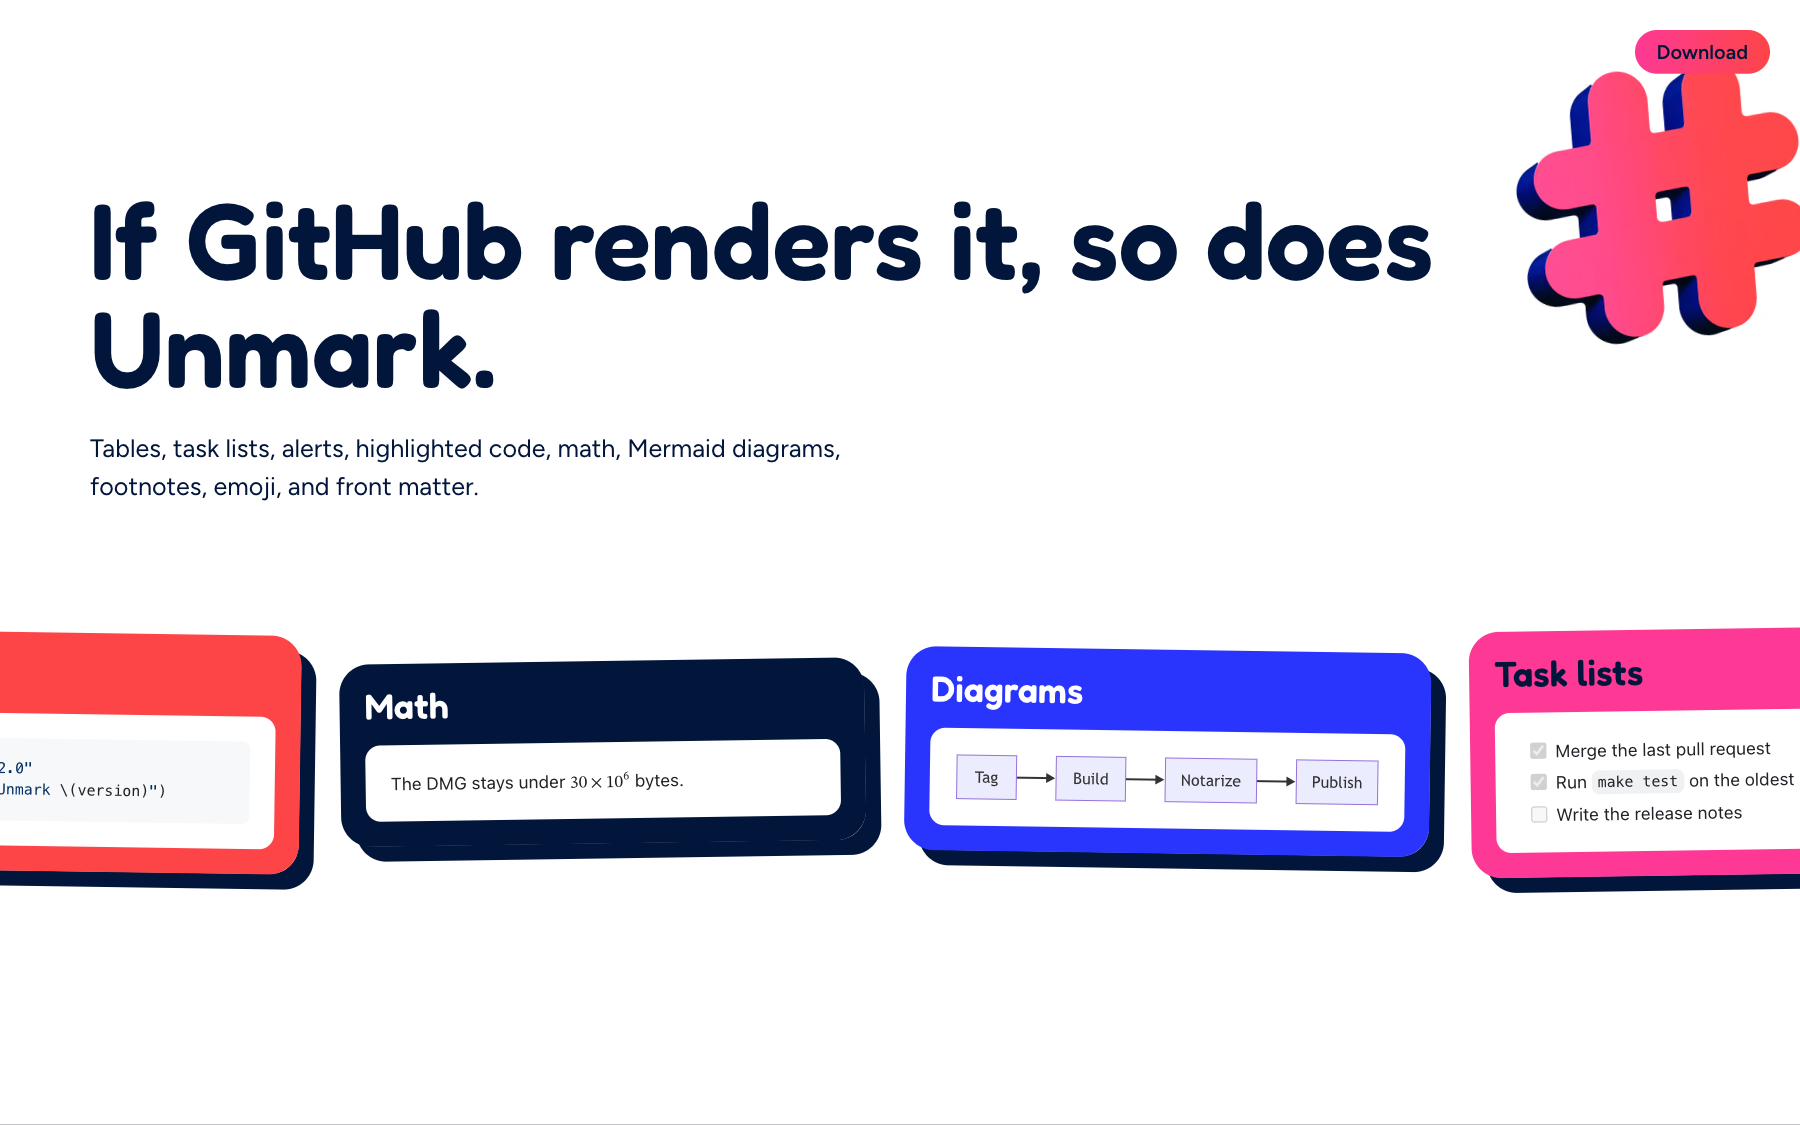 Download
If GitHub renders it, so does
Unmark.
Tables, task lists, alerts, highlighted code, math, Mermaid diagrams,
footnotes, emoji, and front matter.
2.0"
Unmark \(version)")
Math
The DMG stays under 30 × 10⁶ bytes.
Diagrams
Tag
Build
Notarize
Publish
Task lists
Merge the last pull request
Run make test on the oldest
Write the release notes